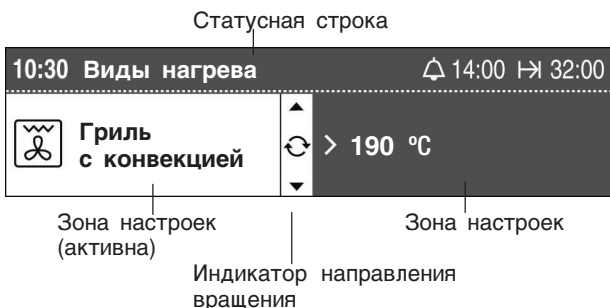 Статусная строка
10:30 Виды нагрева 14:00 32:00
Гриль
с конвекцией
> 190 °C
Зона настроек
(активна)
Зона настроек
Индикатор направления
вращения